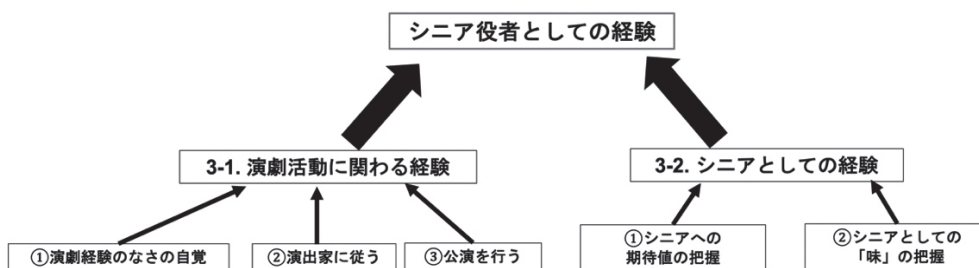 シニア役者としての経験
3-1. 演劇活動に関わる経験
3-2. シニアとしての経験
①演劇経験のなさの自覚
②演出家に従う
③公演を行う
①シニアへの
期待値の把握
②シニアとしての
「味」の把握